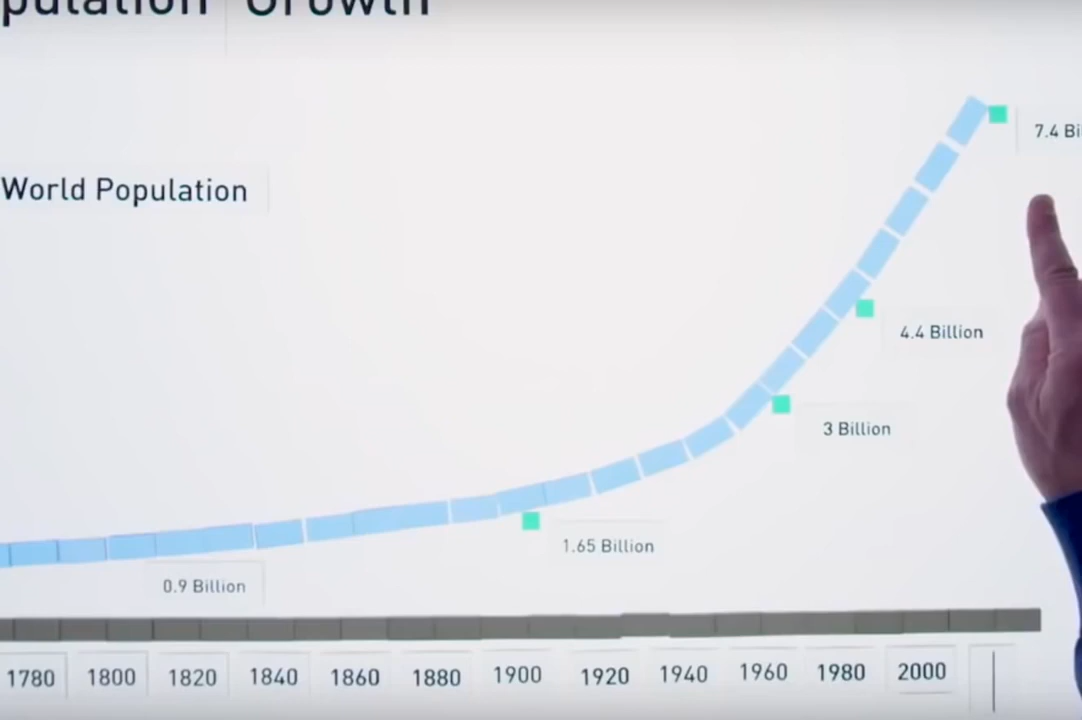 Growth
World Population
7.4
4.4 Billion
3 Billion
1.65 Billion
0.9 Billion
1780 1800 1820 1840 1860 1880 1900 1920 1940 1960 1980 2000